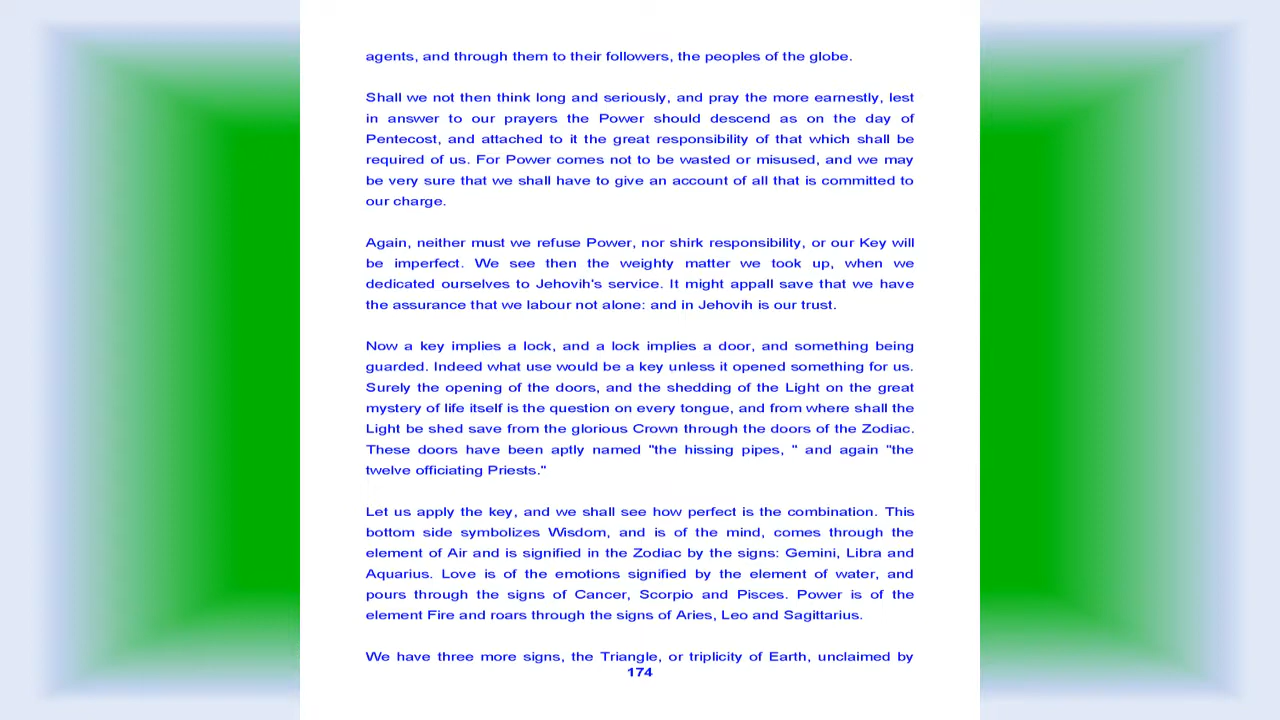 agents, and through them to their followers, the peoples of the globe.
Shall we not then think long and seriously, and pray the more earnestly, lest
in answer to our prayers the Power should descend as on the day of
Pentecost, and attached to it the great responsibility of that which shall be
required of us. For Power comes not to be wasted or misused, and we may
be very sure that we shall have to give an account of all that is committed to
our charge.
Again, neither must we refuse Power, nor shirk responsibility, or our Key will
be imperfect. We see then the weighty matter we took up, when we
dedicated ourselves to Jehovih's service. It might appall save that we have
the assurance that we labour not alone: and in Jehovih is our trust.
Now a key implies a lock, and a lock implies a door, and something being
guarded. Indeed what use would be a key unless it opened something for us.
Surely the opening of the doors, and the shedding of the Light on the great
mystery of life itself is the question on every tongue, and from where shall the
Light be shed save from the glorious Crown through the doors of the Zodiac.
These doors have been aptly named "the hissing pipes, " and again "the
twelve officiating Priests."
Let us apply the key, and we shall see how perfect is the combination. This
bottom side symbolizes Wisdom, and is of the mind, comes through the
element of Air and is signified in the Zodiac by the signs: Gemini, Libra and
Aquarius. Love is of the emotions signified by the element of water, and
pours through the signs of Cancer, Scorpio and Pisces. Power is of the
element Fire and roars through the signs of Aries, Leo and Sagittarius.
We have three more signs, the Triangle, or triplicity of Earth, unclaimed by
174